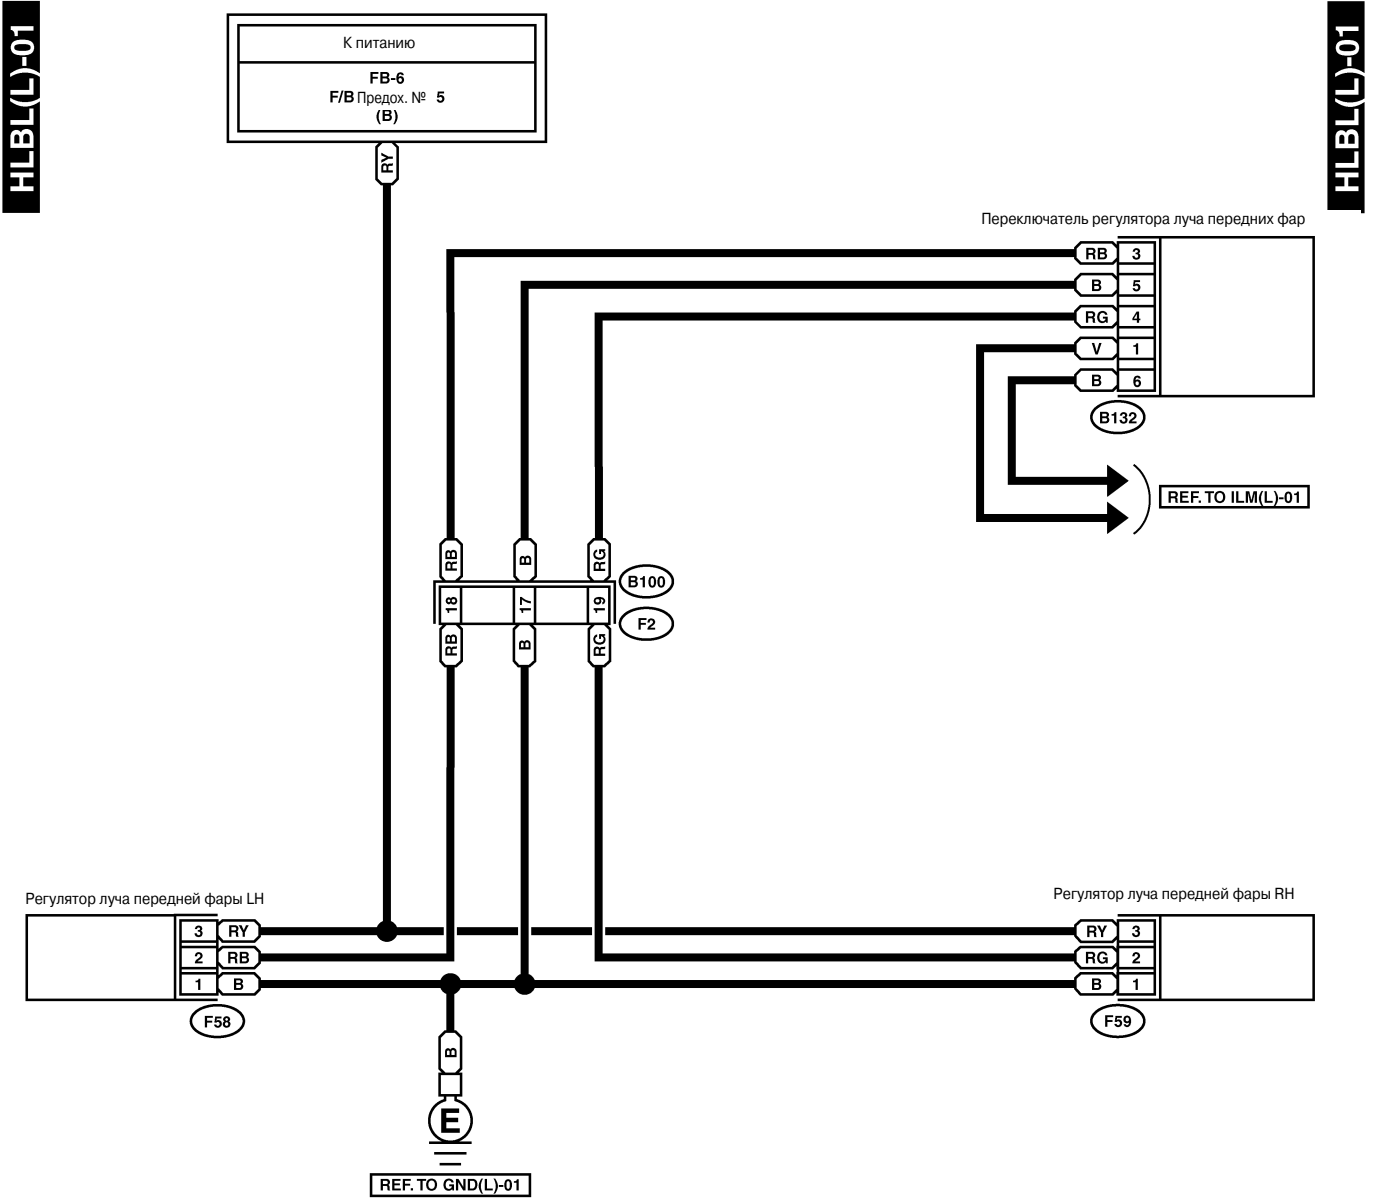 HLBL(L)-01
HLBL(L)-01
К питанию
FB-6
F/B Предох. № 5
(B)
RY
Переключатель регулятора луча передних фар
RB 3
B 5
RG 4
V 1
B 6
B132
REF. TO ILM(L)-01
RB B RG
B100
18 17 19
F2
RB B RG
Регулятор луча передней фары LH
Регулятор луча передней фары RH
3 RY
RY 3
2 RB
RG 2
1 B
B 1
F58
F59
B
E
REF. TO GND(L)-01